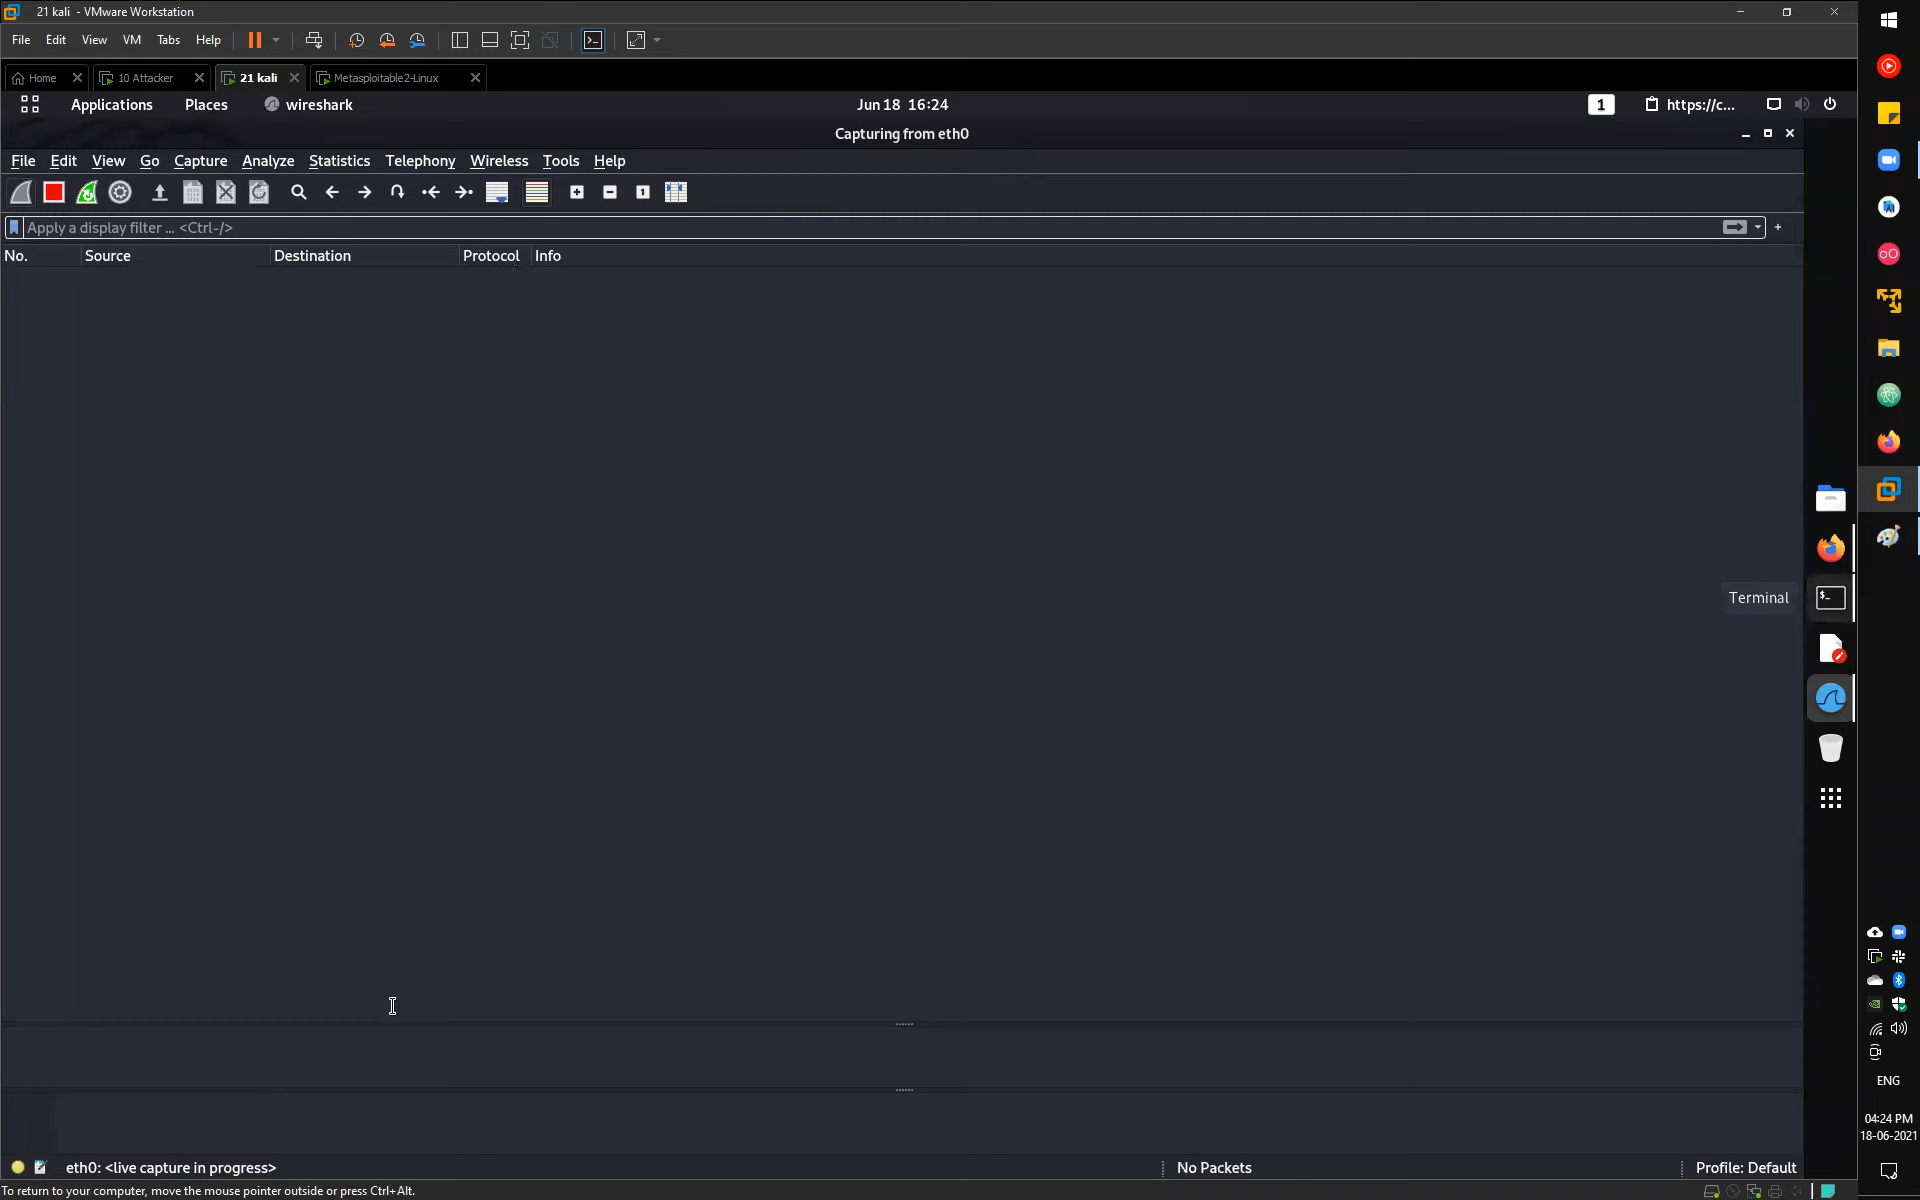 21 kali - VMware Workstation
File Edit View VM Tabs Help
Home 10 Attacker 21 kali Metasploitable2-Linux
Applications Places wireshark Jun 18 16:24 1 https://c...
Capturing from eth0
File Edit View Go Capture Analyze Statistics Telephony Wireless Tools Help
Apply a display filter ... <Ctrl-/>
No. Source Destination Protocol Info
Terminal
ENG
04:24 PM
18-06-2021
eth0: <live capture in progress> No Packets Profile: Default
To return to your computer, move the mouse pointer outside or press Ctrl+Alt.